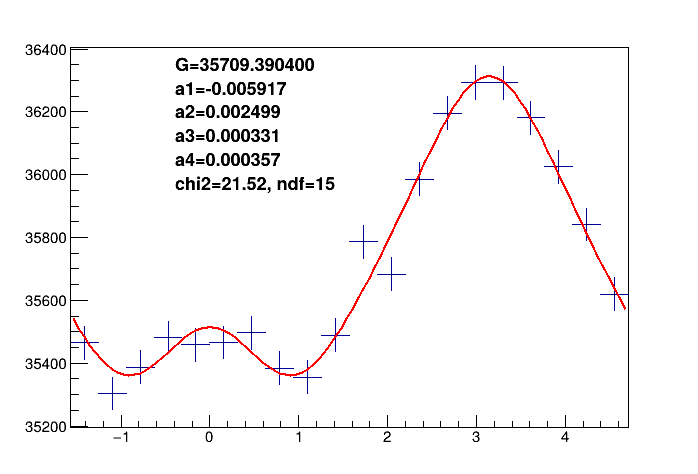 36400
36200
36000
35800
35600
35400
35200
G=35709.390400
a1=-0.005917
a2=0.002499
a3=0.000331
a4=0.000357
chi2=21.52, ndf=15
−1 0 1 2 3 4